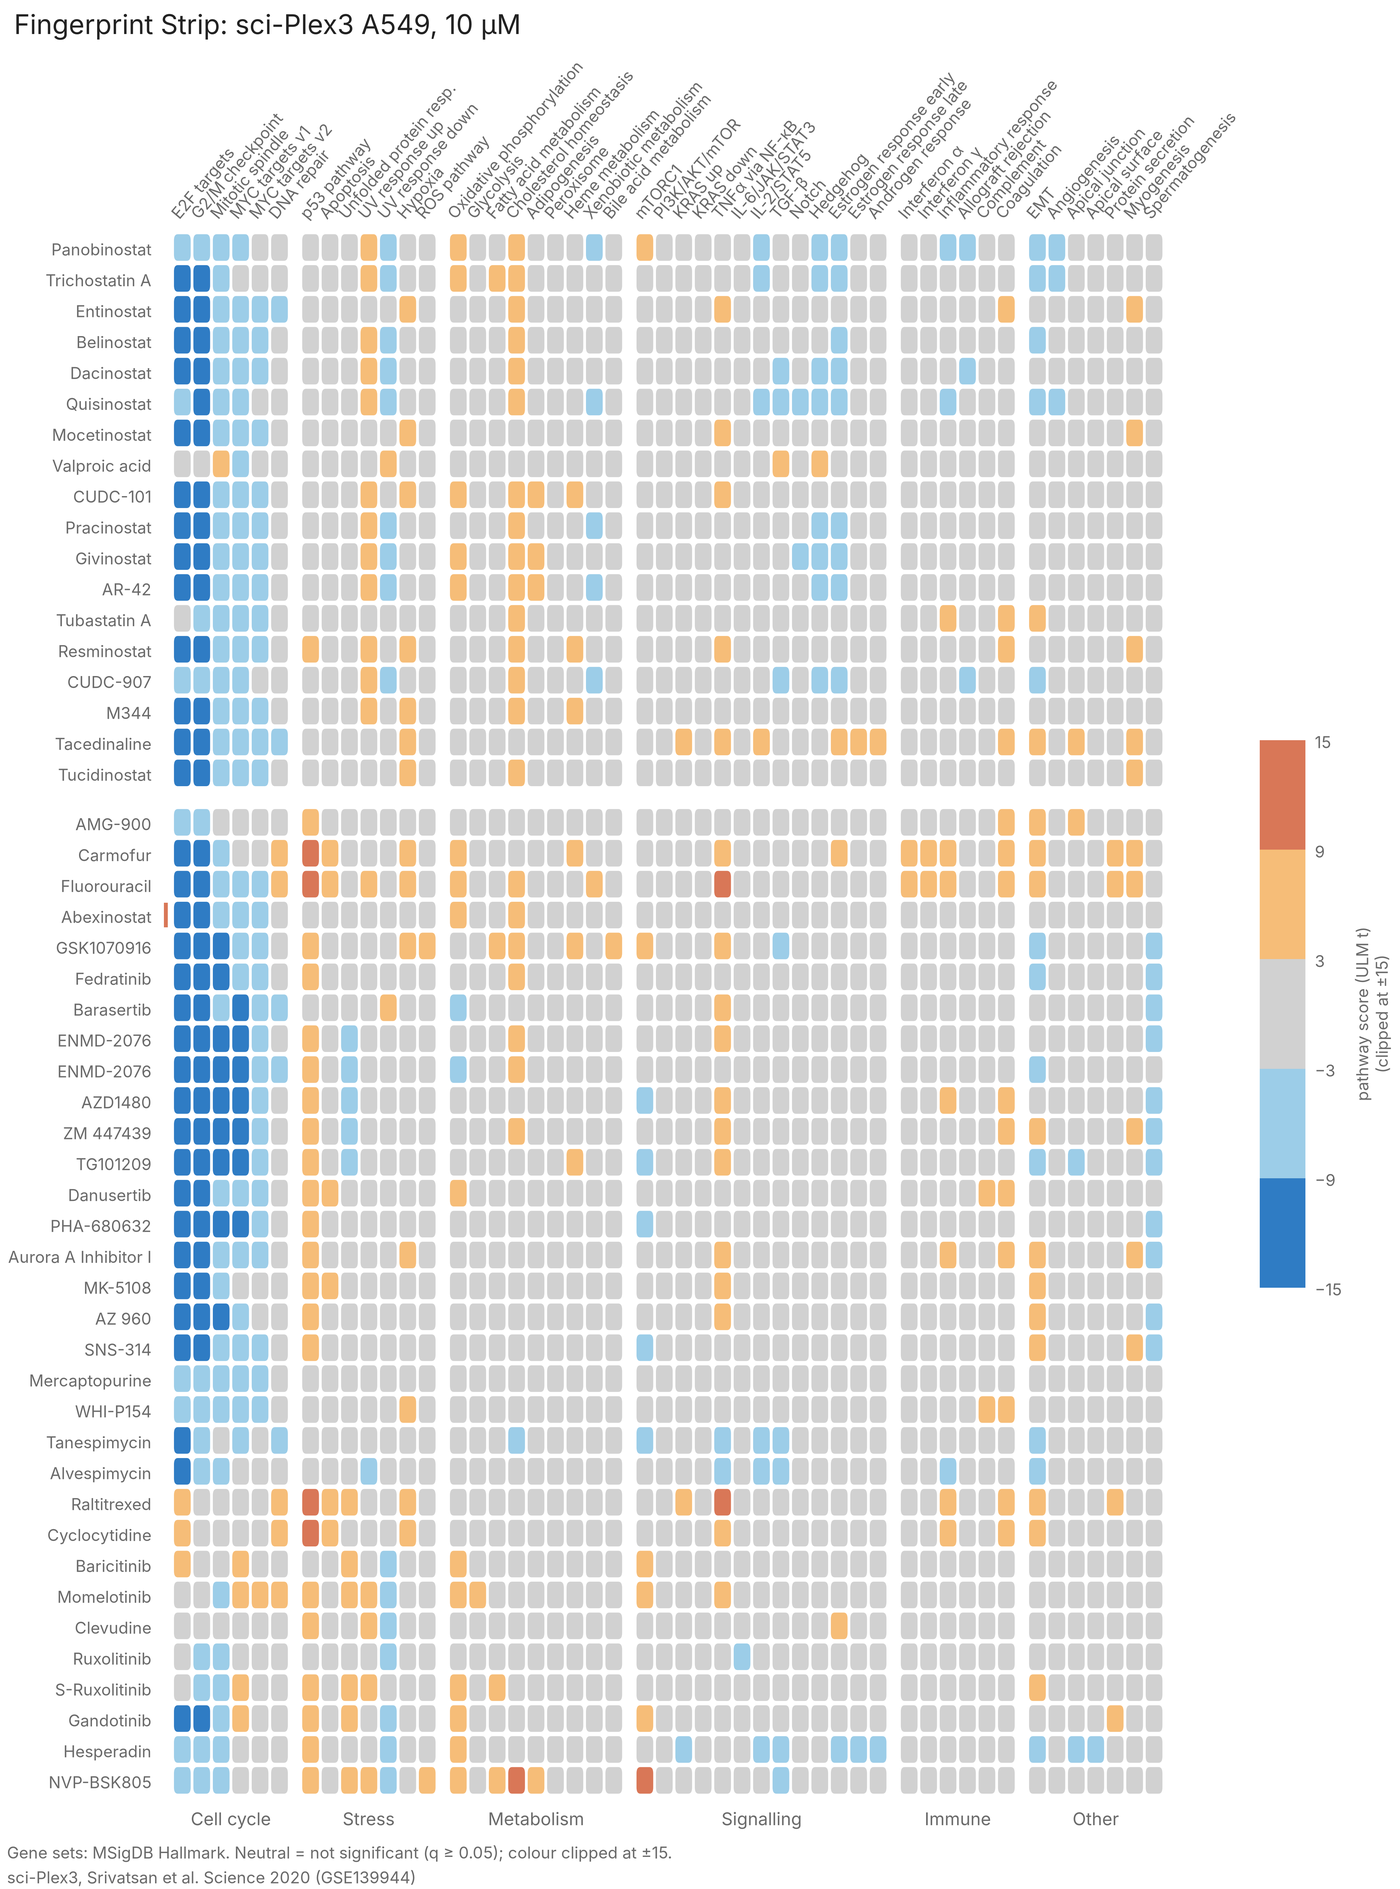 Fingerprint Strip: sci-Plex3 A549, 10 µM
E2F targets
G2/M checkpoint
Mitotic spindle
MYC targets v1
MYC targets v2
DNA repair
p53 pathway
Apoptosis
Unfolded protein resp.
UV response up
UV response down
Hypoxia
ROS pathway
Oxidative phosphorylation
Glycolysis
Fatty acid metabolism
Cholesterol homeostasis
Adipogenesis
Peroxisome
Heme metabolism
Xenobiotic metabolism
Bile acid metabolism
mTORC1
PI3K/AKT/mTOR
KRAS up
KRAS down
TNFα via NF-κB
IL-6/JAK/STAT3
IL-2/STAT5
TGF-β
Notch
Hedgehog
Estrogen response early
Estrogen response late
Androgen response
Interferon α
Interferon γ
Inflammatory response
Allograft rejection
Complement
Coagulation
EMT
Angiogenesis
Apical junction
Apical surface
Protein secretion
Myogenesis
Spermatogenesis
Panobinostat
Trichostatin A
Entinostat
Belinostat
Dacinostat
Quisinostat
Mocetinostat
Valproic acid
CUDC-101
Pracinostat
Givinostat
AR-42
Tubastatin A
Resminostat
CUDC-907
M344
Tacedinaline
Tucidinostat
AMG-900
Carmofur
Fluorouracil
Abexinostat
GSK1070916
Fedratinib
Barasertib
ENMD-2076
ENMD-2076
AZD1480
ZM 447439
TG101209
Danusertib
PHA-680632
Aurora A Inhibitor I
MK-5108
AZ 960
SNS-314
Mercaptopurine
WHI-P154
Tanespimycin
Alvespimycin
Raltitrexed
Cyclocytidine
Baricitinib
Momelotinib
Clevudine
Ruxolitinib
S-Ruxolitinib
Gandotinib
Hesperadin
NVP-BSK805
Cell cycle
Stress
Metabolism
Signalling
Immune
Other
15
9
3
−3
−9
−15
pathway score (ULM t)
(clipped at ±15)
Gene sets: MSigDB Hallmark. Neutral = not significant (q ≥ 0.05); colour clipped at ±15.
sci-Plex3, Srivatsan et al. Science 2020 (GSE139944)